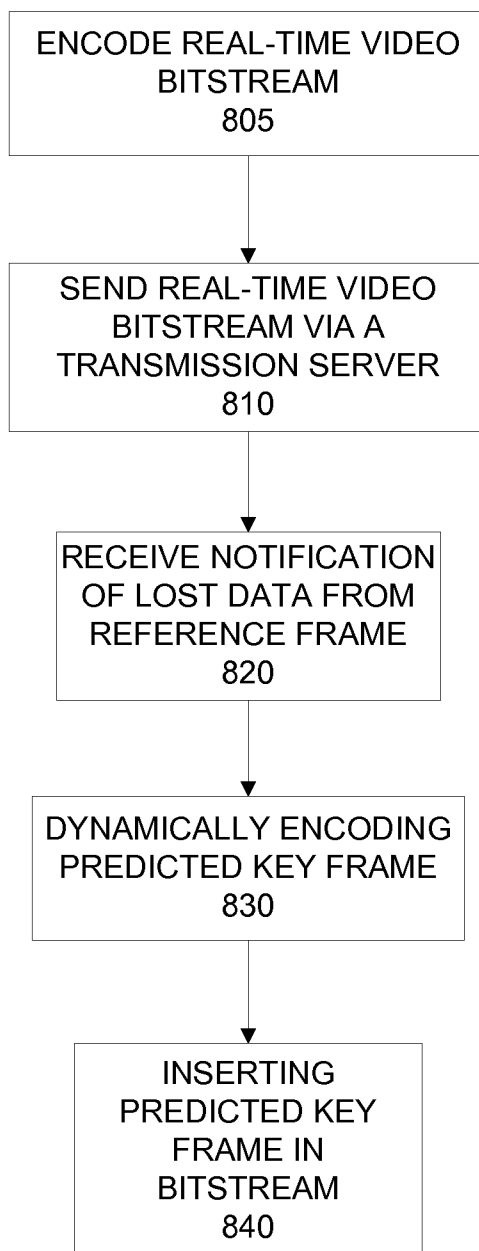 ENCODE REAL-TIME VIDEO
BITSTREAM
805
SEND REAL-TIME VIDEO
BITSTREAM VIA A
TRANSMISSION SERVER
810
RECEIVE NOTIFICATION
OF LOST DATA FROM
REFERENCE FRAME
820
DYNAMICALLY ENCODING
PREDICTED KEY FRAME
830
INSERTING
PREDICTED KEY
FRAME IN
BITSTREAM
840